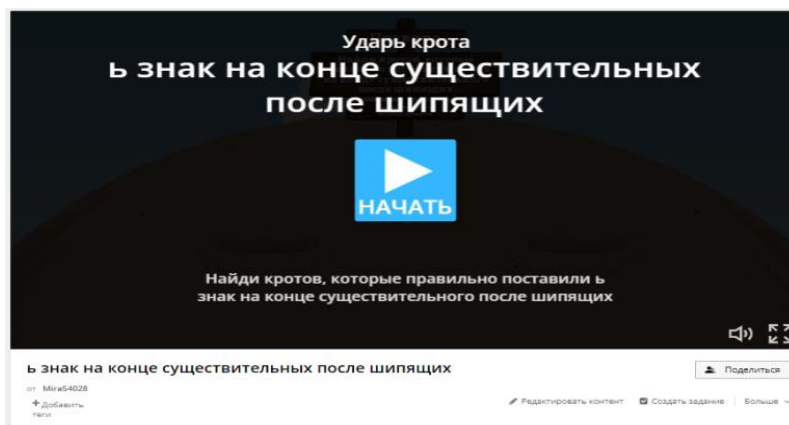 Ударь крота
ь знак на конце существительных
после шипящих
НАЧАТЬ
Найди кротов, которые правильно поставили ь
знак на конце существительного после шипящих
ь знак на конце существительных после шипящих
Поделиться
от Mira54028
+Добавить
теги
Редактировать контент Создать задание Больше